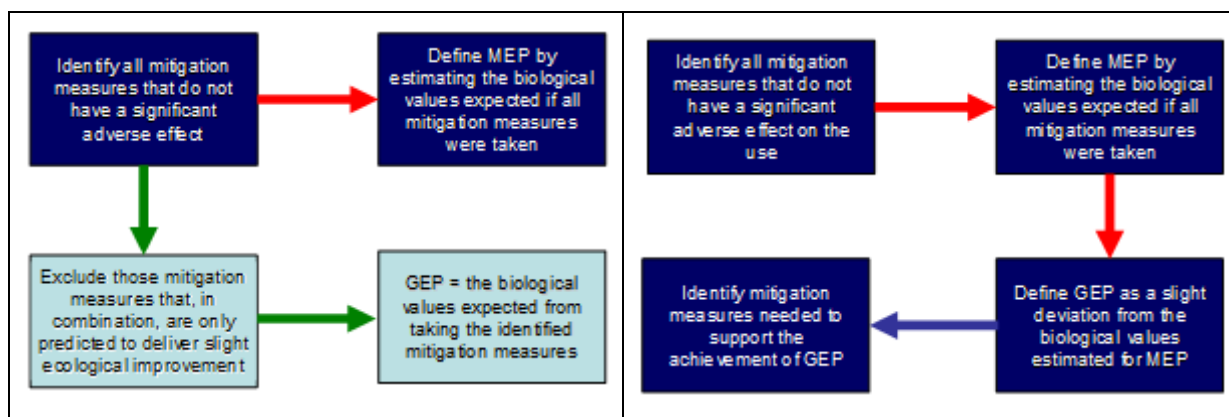 Identify all mitigation
measures that do not
have a significant
adverse effect
Define MEP by
estimating the biological
values expected if all
mitigation measures
were taken
Exclude those mitigation
measures that, in
combination, are only
predicted to deliver slight
ecological improvement
GEP = the biological
values expected from
taking the identified
mitigation measures
Identify all mitigation
measures that do not
have a significant
adverse effect on the
use
Define MEP by
estimating the biological
values expected if all
mitigation measures
were taken
Identify mitigation
measures needed to
support the
achievement of GEP
Define GEP as a slight
deviation from the
biological values
estimated for MEP